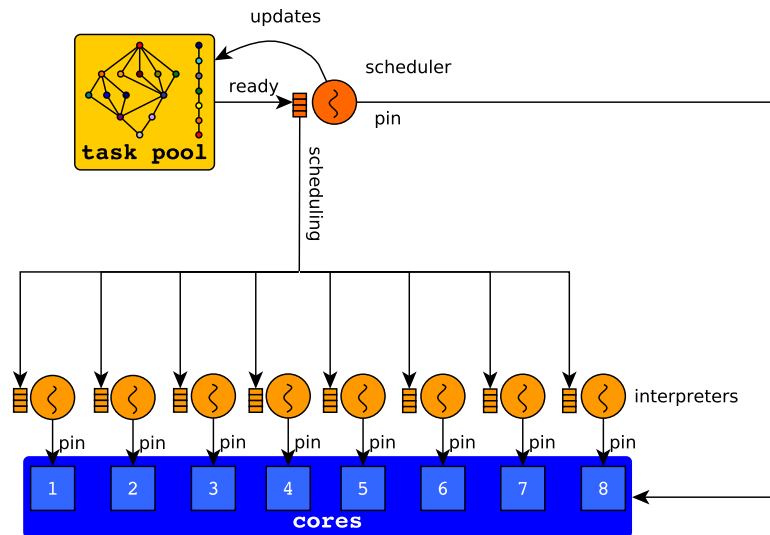 updates
scheduler
ready
pin
task pool
scheduling
interpreters
pin
pin
pin
pin
pin
pin
pin
pin
1
2
3
4
5
6
7
8
cores